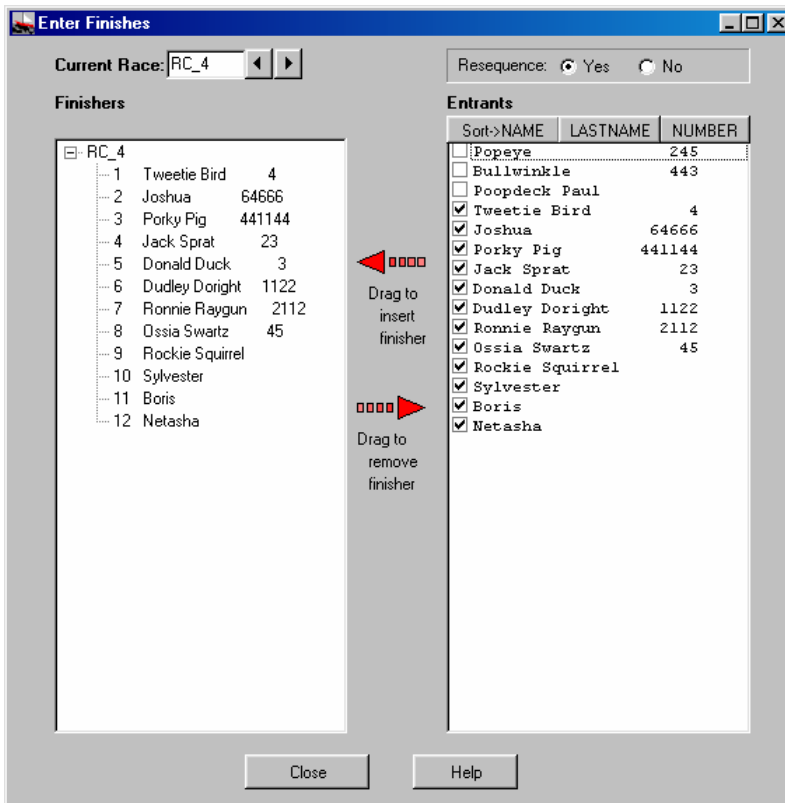 Enter Finishes
Current Race: RC_4
Resequence: Yes No
Finishers
Entrants
Sort->NAME LASTNAME NUMBER
RC_4
1 Tweetie Bird 4
2 Joshua 64666
3 Porky Pig 441144
4 Jack Sprat 23
5 Donald Duck 3
6 Dudley Doright 1122
7 Ronnie Raygun 2112
8 Ossia Swartz 45
9 Rockie Squirrel
10 Sylvester
11 Boris
12 Netasha
Drag to
insert
finisher
Drag to
remove
finisher
Popeye 245
Bullwinkle 443
Poopdeck Paul
Tweetie Bird 4
Joshua 64666
Porky Pig 441144
Jack Sprat 23
Donald Duck 3
Dudley Doright 1122
Ronnie Raygun 2112
Ossia Swartz 45
Rockie Squirrel
Sylvester
Boris
Netasha
Close
Help